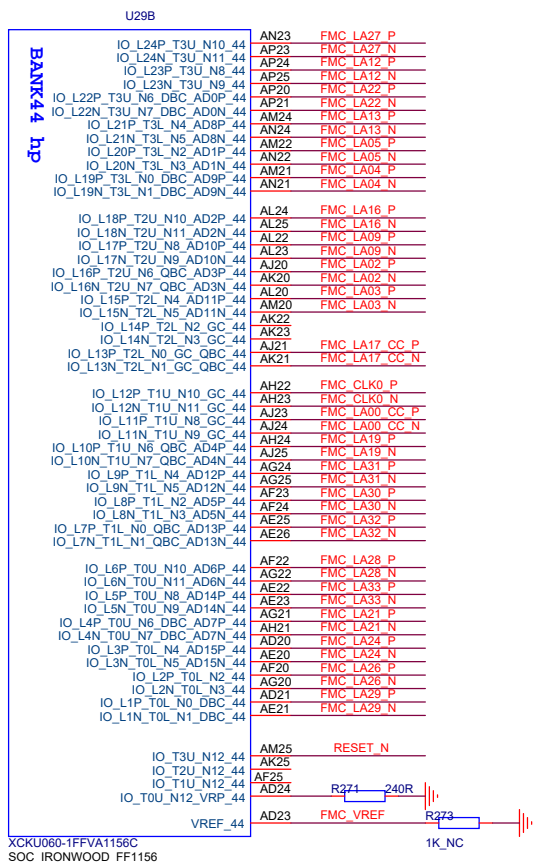 U29B
BANK44 hp
IO_L24P_T3U_N10_44 AN23 FMC_LA27_P
IO_L24N_T3U_N11_44 AP23 FMC_LA27_N
IO_L23P_T3U_N8_44 AP24 FMC_LA12_P
IO_L23N_T3U_N9_44 AP25 FMC_LA12_N
IO_L22P_T3U_N6_DBC_AD0P_44 AP20 FMC_LA22_P
IO_L22N_T3U_N7_DBC_AD0N_44 AP21 FMC_LA22_N
IO_L21P_T3L_N4_AD8P_44 AM24 FMC_LA13_P
IO_L21N_T3L_N5_AD8N_44 AN24 FMC_LA13_N
IO_L20P_T3L_N2_AD1P_44 AM22 FMC_LA05_P
IO_L20N_T3L_N3_AD1N_44 AN22 FMC_LA05_N
IO_L19P_T3L_N0_DBC_AD9P_44 AM21 FMC_LA04_P
IO_L19N_T3L_N1_DBC_AD9N_44 AN21 FMC_LA04_N
IO_L18P_T2U_N10_AD2P_44 AL24 FMC_LA16_P
IO_L18N_T2U_N11_AD2N_44 AL25 FMC_LA16_N
IO_L17P_T2U_N8_AD10P_44 AL22 FMC_LA09_P
IO_L17N_T2U_N9_AD10N_44 AL23 FMC_LA09_N
IO_L16P_T2U_N6_QBC_AD3P_44 AJ20 FMC_LA02_P
IO_L16N_T2U_N7_QBC_AD3N_44 AK20 FMC_LA02_N
IO_L15P_T2L_N4_AD11P_44 AL20 FMC_LA03_P
IO_L15N_T2L_N5_AD11N_44 AM20 FMC_LA03_N
IO_L14P_T2L_N2_GC_44 AK22
IO_L14N_T2L_N3_GC_44 AK23
IO_L13P_T2L_N0_GC_QBC_44 AJ21 FMC_LA17_CC_P
IO_L13N_T2L_N1_GC_QBC_44 AK21 FMC_LA17_CC_N
IO_L12P_T1U_N10_GC_44 AH22 FMC_CLK0_P
IO_L12N_T1U_N11_GC_44 AH23 FMC_CLK0_N
IO_L11P_T1U_N8_GC_44 AJ23 FMC_LA00_CC_P
IO_L11N_T1U_N9_GC_44 AJ24 FMC_LA00_CC_N
IO_L10P_T1U_N6_QBC_AD4P_44 AH24 FMC_LA19_P
IO_L10N_T1U_N7_QBC_AD4N_44 AJ25 FMC_LA19_N
IO_L9P_T1L_N4_AD12P_44 AG24 FMC_LA31_P
IO_L9N_T1L_N5_AD12N_44 AG25 FMC_LA31_N
IO_L8P_T1L_N2_AD5P_44 AF23 FMC_LA30_P
IO_L8N_T1L_N3_AD5N_44 AF24 FMC_LA30_N
IO_L7P_T1L_N0_QBC_AD13P_44 AE25 FMC_LA32_P
IO_L7N_T1L_N1_QBC_AD13N_44 AE26 FMC_LA32_N
IO_L6P_T0U_N10_AD6P_44 AF22 FMC_LA28_P
IO_L6N_T0U_N11_AD6N_44 AG22 FMC_LA28_N
IO_L5P_T0U_N8_AD14P_44 AE22 FMC_LA33_P
IO_L5N_T0U_N9_AD14N_44 AE23 FMC_LA33_N
IO_L4P_T0U_N6_DBC_AD7P_44 AG21 FMC_LA21_P
IO_L4N_T0U_N7_DBC_AD7N_44 AH21 FMC_LA21_N
IO_L3P_T0L_N4_AD15P_44 AD20 FMC_LA24_P
IO_L3N_T0L_N5_AD15N_44 AE20 FMC_LA24_N
IO_L2P_T0L_N2_44 AF20 FMC_LA26_P
IO_L2N_T0L_N3_44 AG20 FMC_LA26_N
IO_L1P_T0L_N0_DBC_44 AD21 FMC_LA29_P
IO_L1N_T0L_N1_DBC_44 AE21 FMC_LA29_N
IO_T3U_N12_44 AM25 RESET_N
IO_T2U_N12_44 AK25
IO_T1U_N12_44 AF25
IO_T0U_N12_VRP_44 AD24 R271 240R
VREF_44 AD23 FMC_VREF R273
1K_NC
XCKU060-1FFVA1156C
SOC_IRONWOOD_FF1156